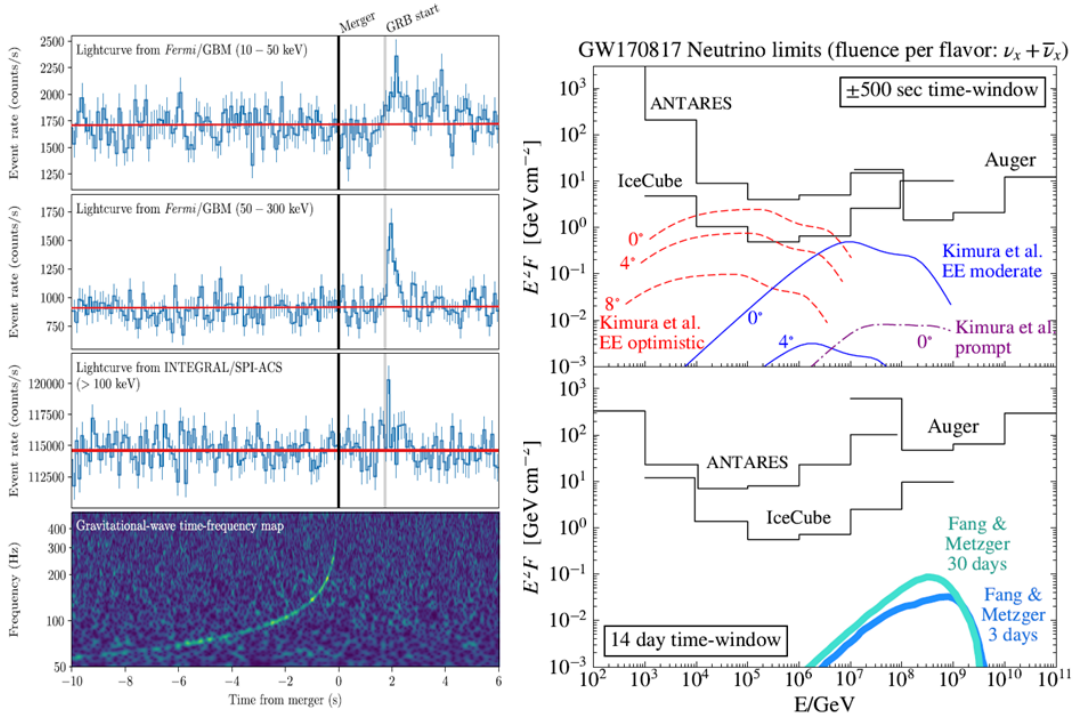 Merger
GRB start
Lightcurve from Fermi/GBM (10 − 50 keV)
Event rate (counts/s)
2500
2250
2000
1750
1500
1250
Lightcurve from Fermi/GBM (50 − 300 keV)
Event rate (counts/s)
1750
1500
1250
1000
750
Lightcurve from INTEGRAL/SPI-ACS
(> 100 keV)
Event rate (counts/s)
120000
117500
115000
112500
Gravitational-wave time-frequency map
Frequency (Hz)
400
300
200
100
50
−10
−8
−6
−4
−2
0
2
4
6
Time from merger (s)
GW170817 Neutrino limits (fluence per flavor: νx + ν̄x)
±500 sec time-window
ANTARES
IceCube
Auger
E²F [GeV cm⁻²]
10³
10²
10¹
10⁰
10⁻¹
10⁻²
10⁻³
0°
4°
8°
Kimura et al.
EE optimistic
0°
4°
Kimura et al.
EE moderate
0°
Kimura et al.
prompt
E²F [GeV cm⁻²]
10³
10²
10¹
10⁰
10⁻¹
10⁻²
10⁻³
ANTARES
Auger
IceCube
Fang &
Metzger
30 days
Fang &
Metzger
3 days
14 day time-window
10²
10³
10⁴
10⁵
10⁶
10⁷
10⁸
10⁹
10¹⁰
10¹¹
E/GeV